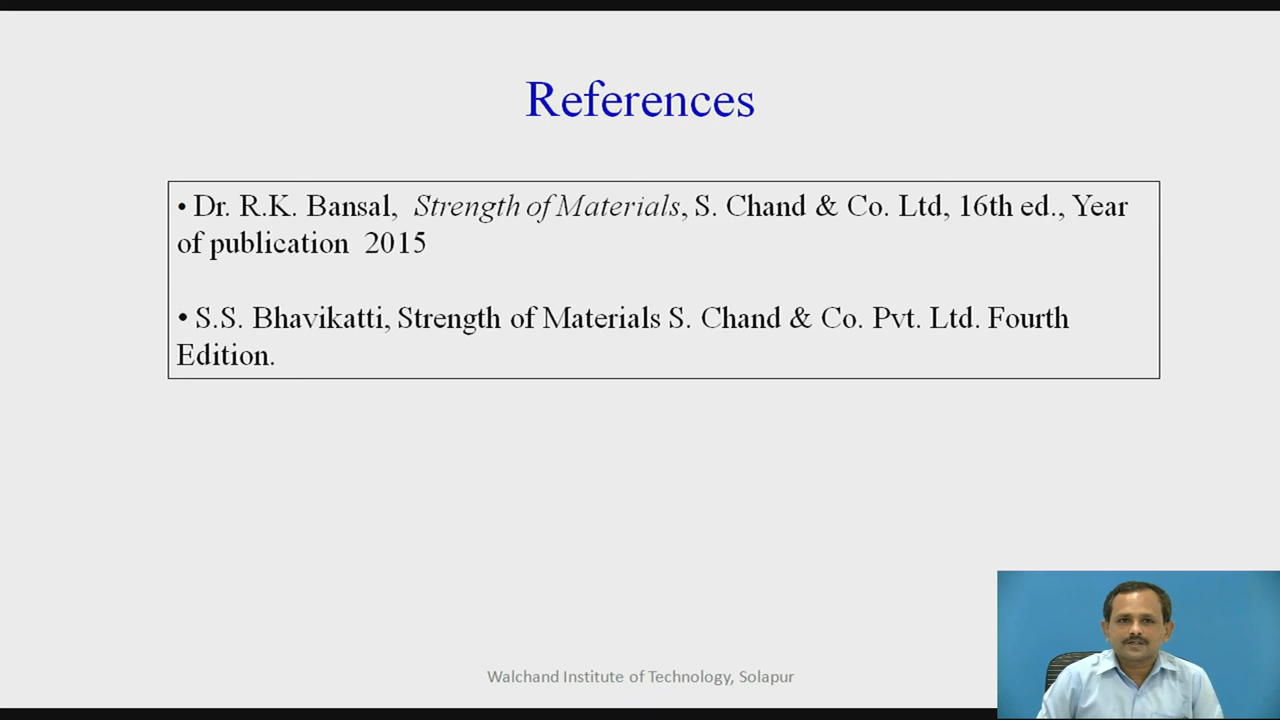 References
• Dr. R.K. Bansal, Strength of Materials, S. Chand & Co. Ltd, 16th ed., Year
of publication 2015
• S.S. Bhavikatti, Strength of Materials S. Chand & Co. Pvt. Ltd. Fourth
Edition.
Walchand Institute of Technology, Solapur